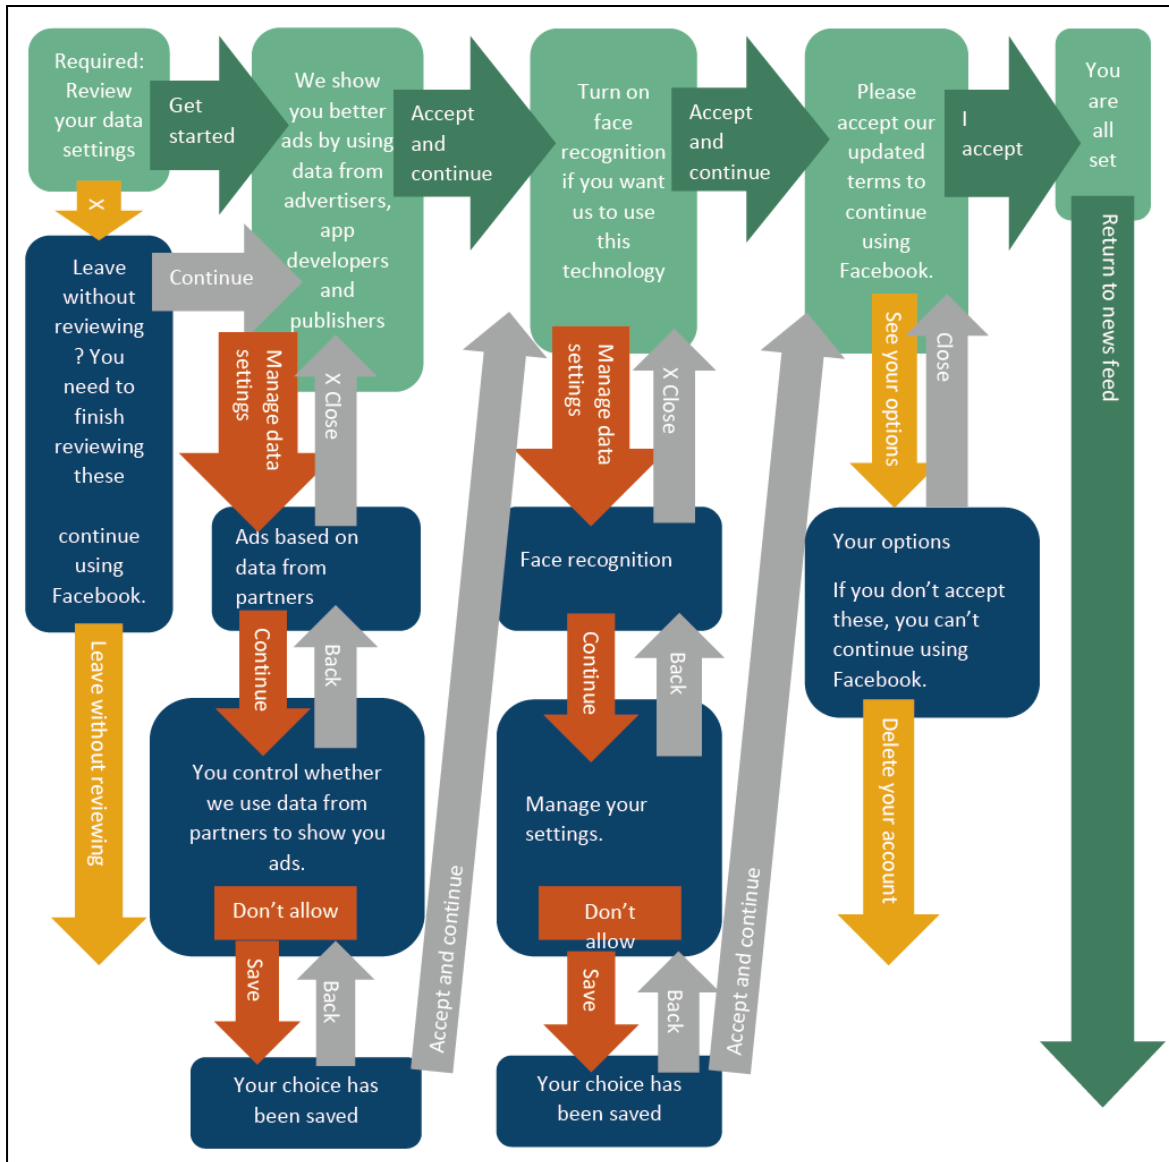 Required:
Review
your data
settings
Get
started
We show
you better
ads by using
data from
advertisers,
app
developers
and
publishers
Accept
and
continue
Turn on
face
recognition
if you want
us to use
this
technology
Accept
and
continue
Please
accept our
updated
terms to
continue
using
Facebook.
I
accept
You
are
all
set
X
Leave
without
reviewing
? You
need to
finish
reviewing
these
continue
using
Facebook.
Continue
Leave without reviewing
Manage data
settings
X Close
Ads based on
data from
partners
Continue
Back
You control whether
we use data from
partners to show you
ads.
Don't allow
Save
Back
Your choice has
been saved
Accept and continue
Manage data
settings
X Close
Face recognition
Continue
Back
Manage your
settings.
Don't
allow
Save
Back
Your choice has
been saved
Accept and continue
See your options
Close
Your options
If you don't accept
these, you can't
continue using
Facebook.
Delete your account
Return to news feed